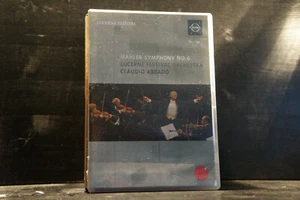 MAHLER SYMPHONY NO. 6
LUCERNE FESTIVAL ORCHESTRA
CLAUDIO ABBADO